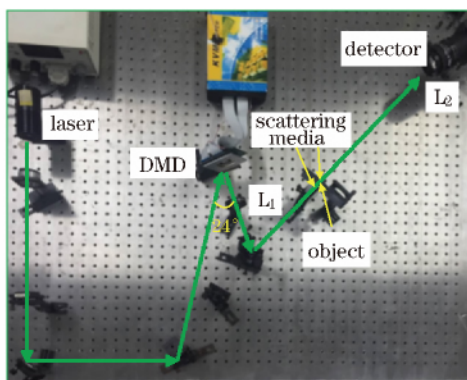 detector
L2
laser
scattering
media
DMD
L1
24°
object